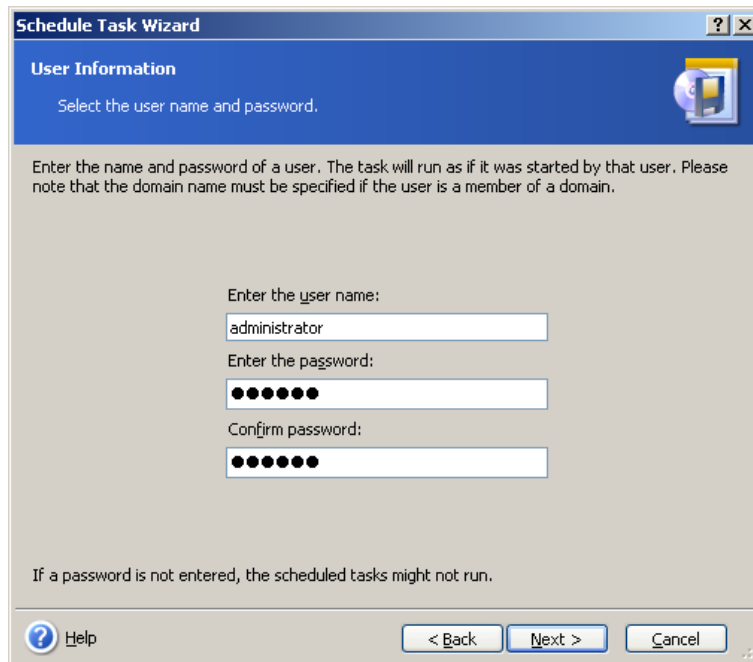 Schedule Task Wizard
User Information
Select the user name and password.
Enter the name and password of a user. The task will run as if it was started by that user. Please
note that the domain name must be specified if the user is a member of a domain.
Enter the user name:
administrator
Enter the password:
●●●●●●
Confirm password:
●●●●●●
If a password is not entered, the scheduled tasks might not run.
Help
< Back
Next >
Cancel